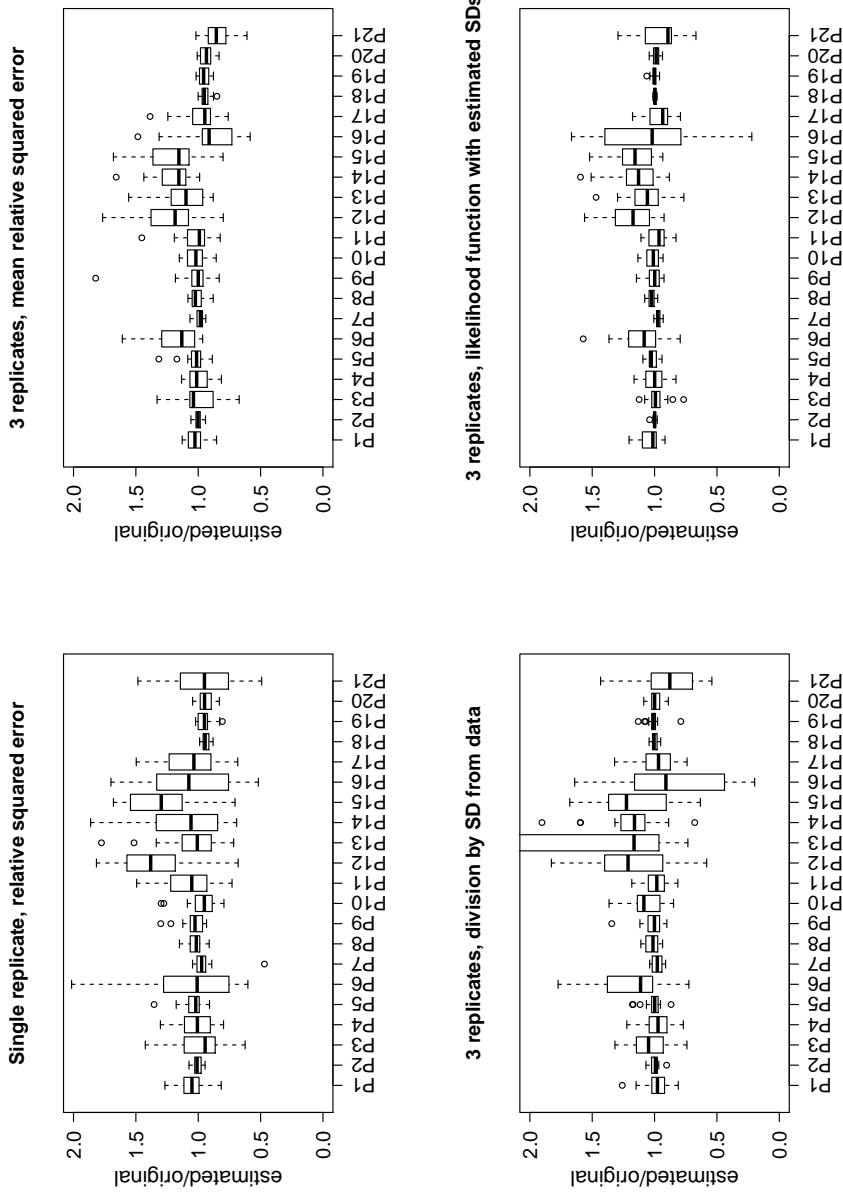 Single replicate, relative squared error
estimated/original
0.0
0.5
1.0
1.5
2.0
P1
P2
P3
P4
P5
P6
P7
P8
P9
P10
P11
P12
P13
P14
P15
P16
P17
P18
P19
P20
P21
3 replicates, mean relative squared error
estimated/original
0.0
0.5
1.0
1.5
2.0
P1
P2
P3
P4
P5
P6
P7
P8
P9
P10
P11
P12
P13
P14
P15
P16
P17
P18
P19
P20
P21
3 replicates, division by SD from data
estimated/original
0.0
0.5
1.0
1.5
2.0
P1
P2
P3
P4
P5
P6
P7
P8
P9
P10
P11
P12
P13
P14
P15
P16
P17
P18
P19
P20
P21
3 replicates, likelihood function with estimated SDs
estimated/original
0.0
0.5
1.0
1.5
2.0
P1
P2
P3
P4
P5
P6
P7
P8
P9
P10
P11
P12
P13
P14
P15
P16
P17
P18
P19
P20
P21